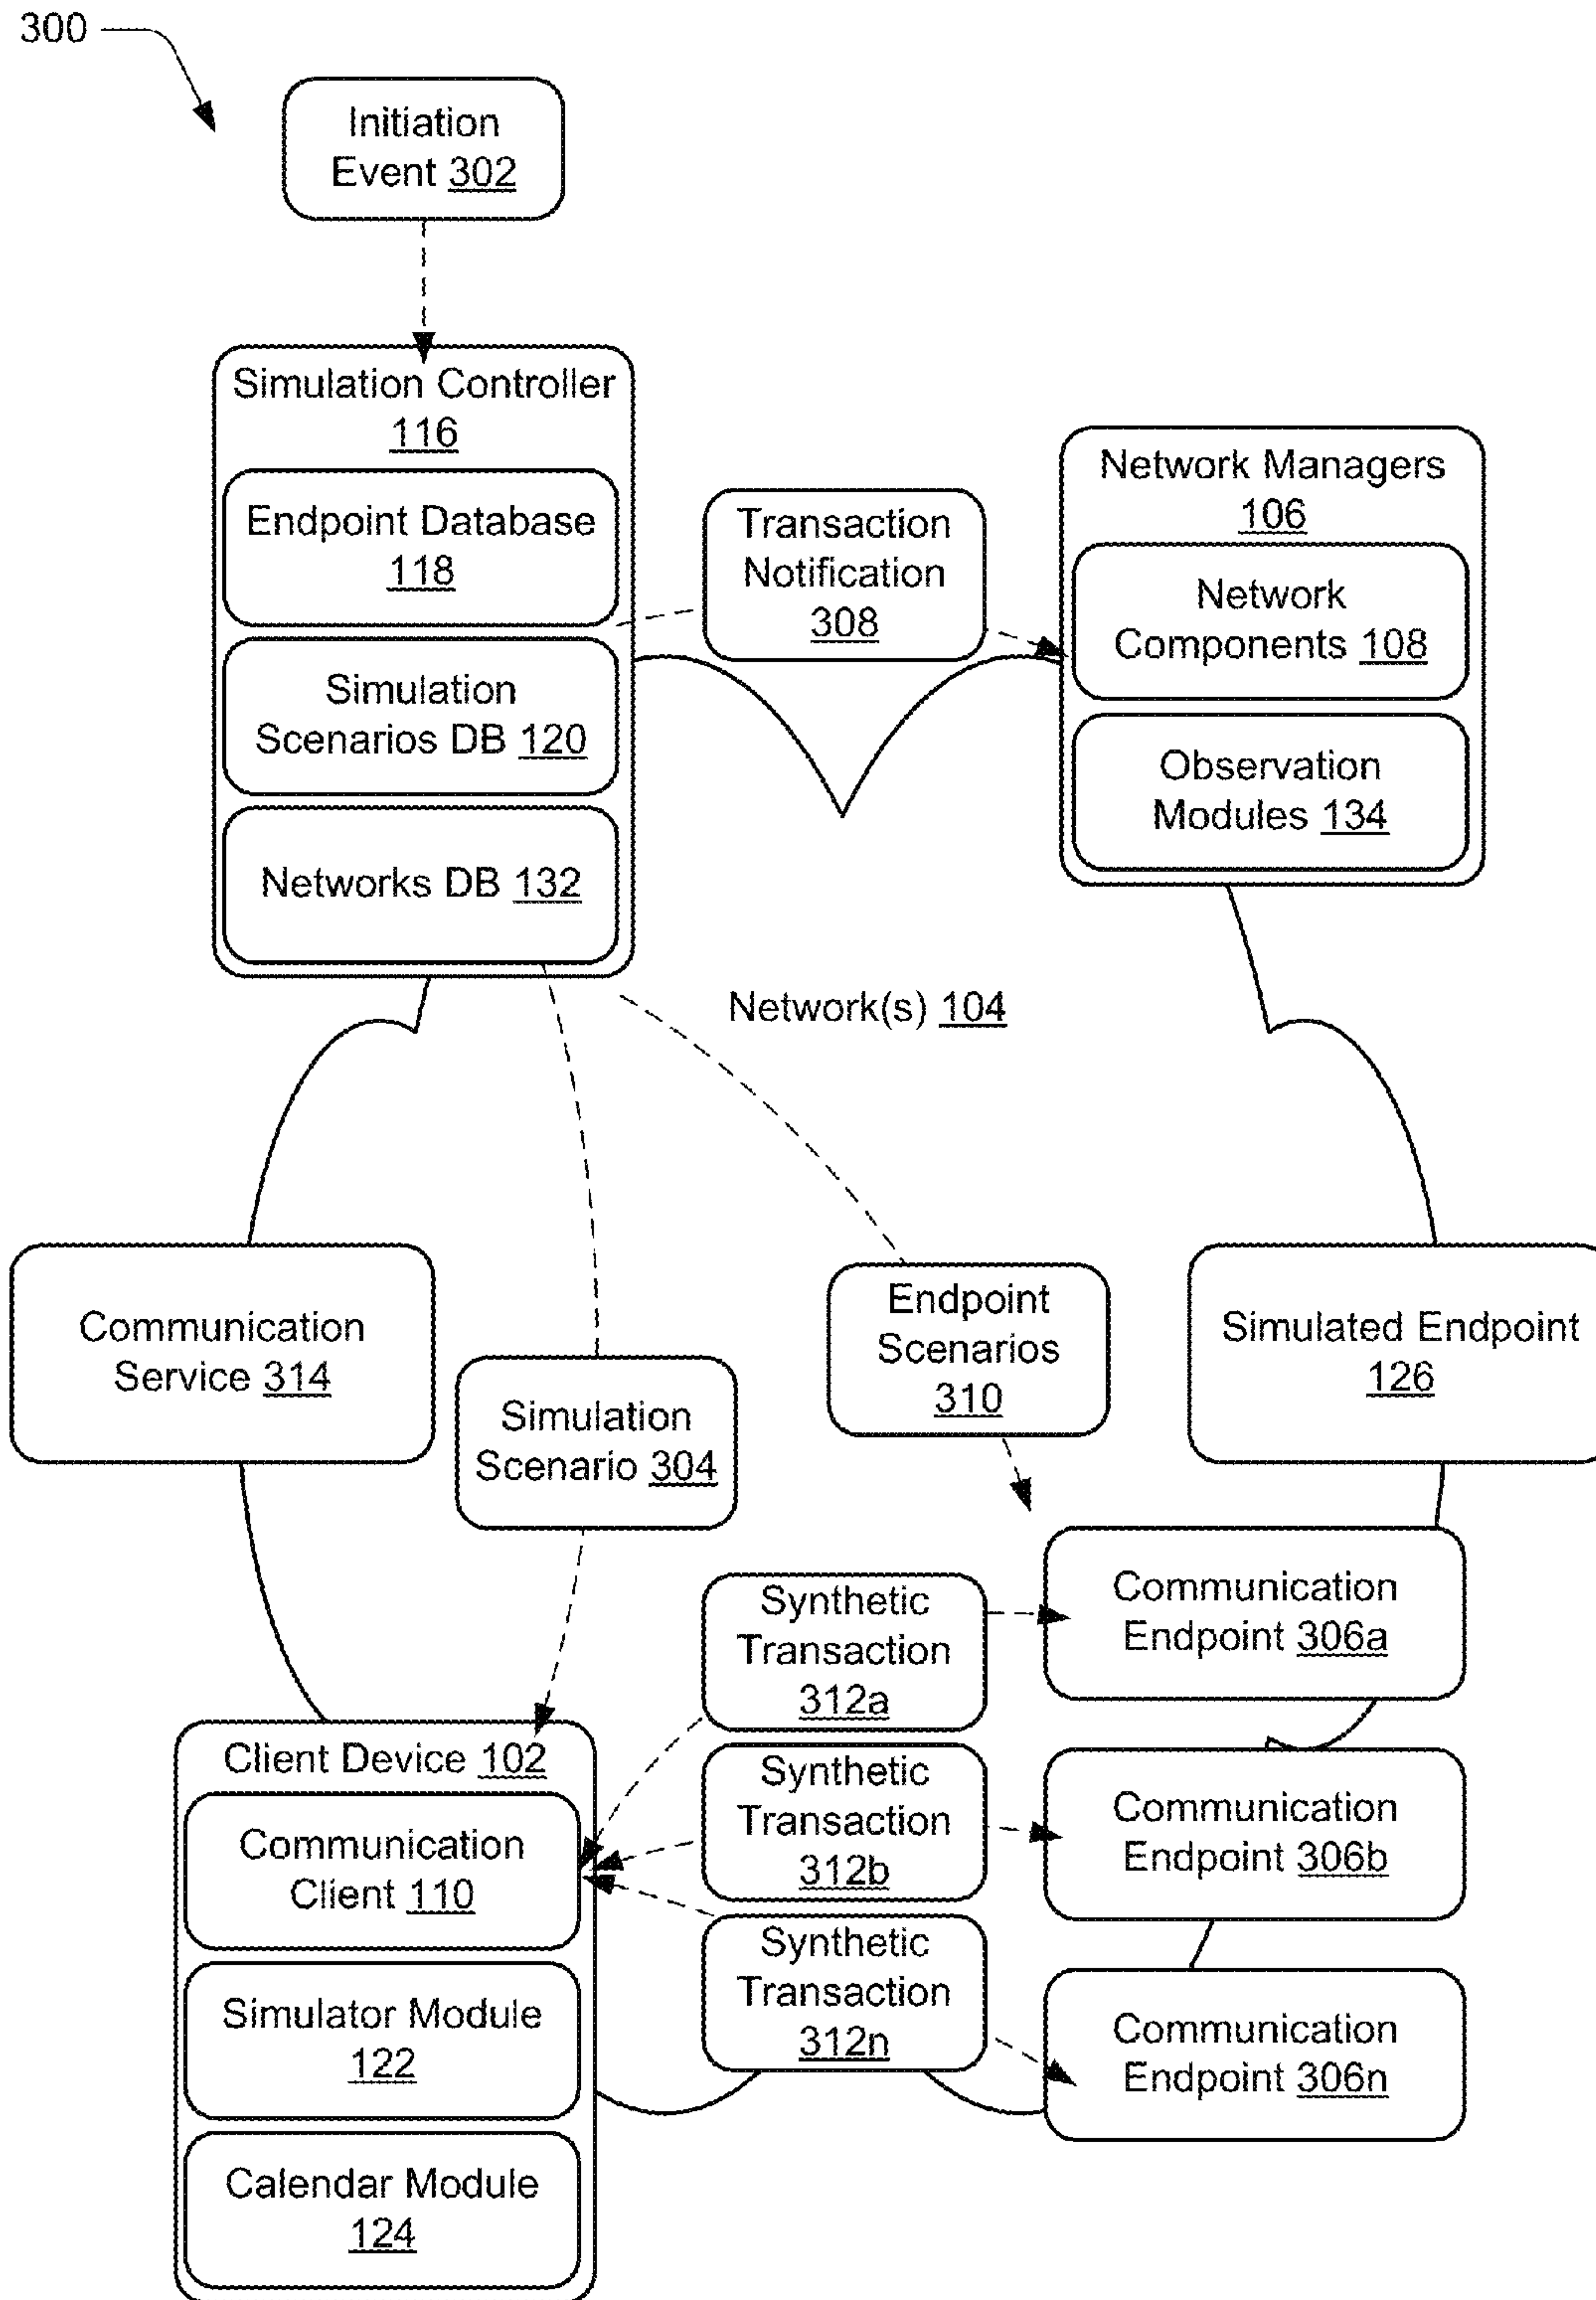 300
Initiation
Event 302
Simulation Controller
116
Endpoint Database
118
Simulation
Scenarios DB 120
Networks DB 132
Transaction
Notification
308
Network Managers
106
Network
Components 108
Observation
Modules 134
Network(s) 104
Communication
Service 314
Simulation
Scenario 304
Endpoint
Scenarios
310
Simulated Endpoint
126
Client Device 102
Communication
Client 110
Simulator Module
122
Calendar Module
124
Synthetic
Transaction
312a
Synthetic
Transaction
312b
Synthetic
Transaction
312n
Communication
Endpoint 306a
Communication
Endpoint 306b
Communication
Endpoint 306n